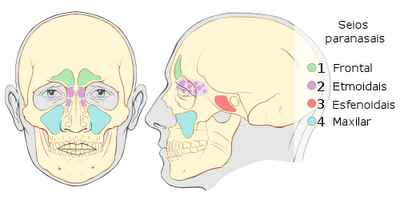 Seios
paranasais
1 Frontal
2 Etmoidais
3 Esfenoidais
4 Maxilar